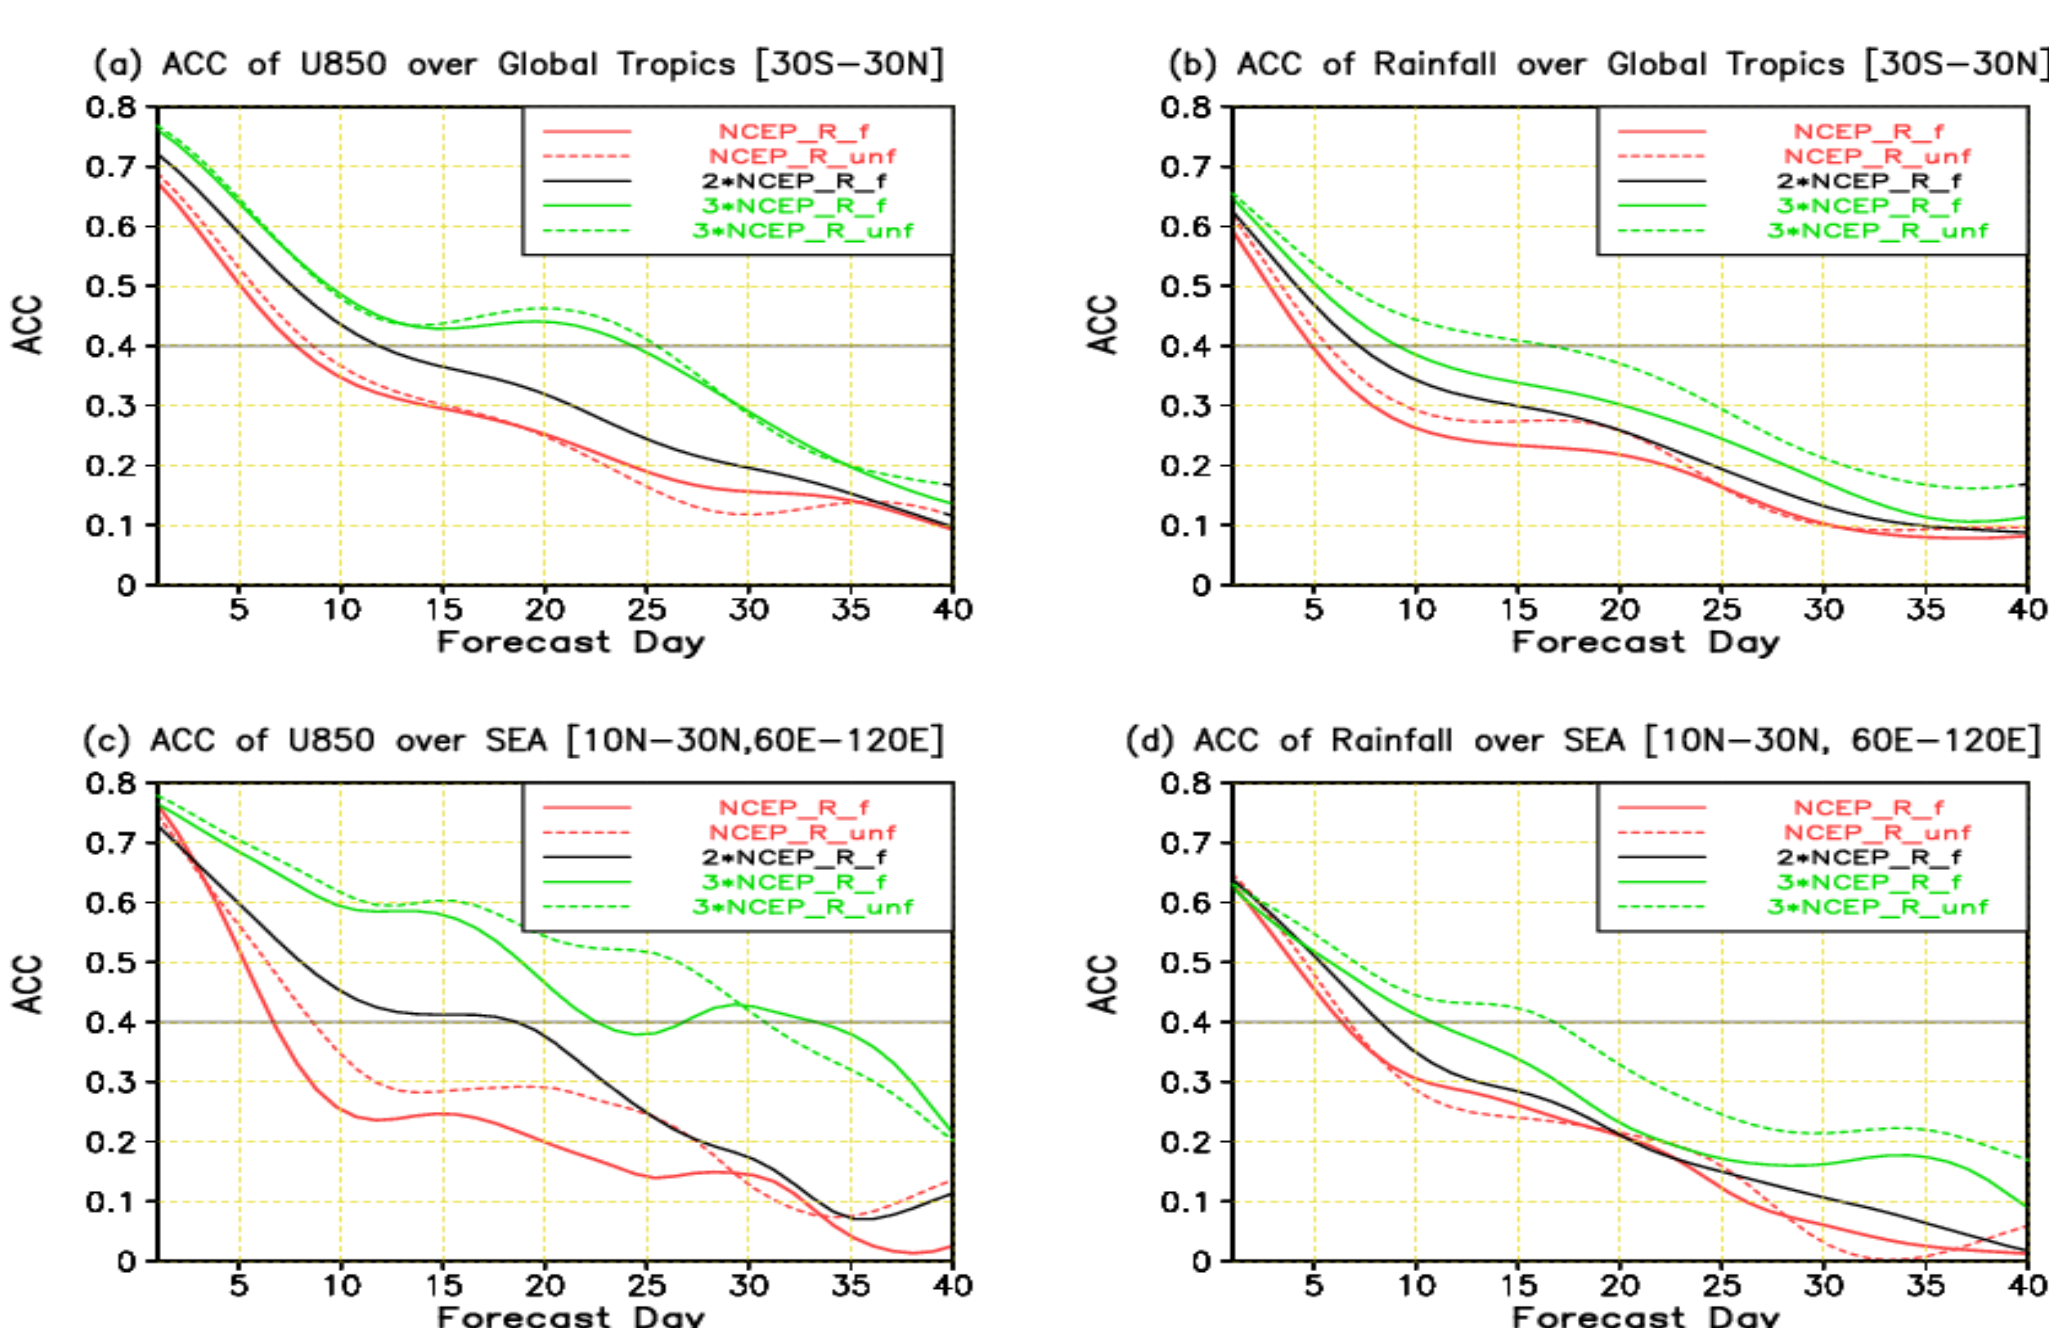 (a) ACC of U850 over Global Tropics [30S-30N]
0.8
0.7
0.6
0.5
0.4
0.3
0.2
0.1
0
ACC
NCEP_R_f
NCEP_R_unf
2*NCEP_R_f
3*NCEP_R_f
3*NCEP_R_unf
5 10 15 20 25 30 35 40
Forecast Day
(b) ACC of Rainfall over Global Tropics [30S-30N]
0.8
0.7
0.6
0.5
0.4
0.3
0.2
0.1
0
ACC
NCEP_R_f
NCEP_R_unf
2*NCEP_R_f
3*NCEP_R_f
3*NCEP_R_unf
5 10 15 20 25 30 35 40
Forecast Day
(c) ACC of U850 over SEA [10N-30N,60E-120E]
0.8
0.7
0.6
0.5
0.4
0.3
0.2
0.1
0
ACC
NCEP_R_f
NCEP_R_unf
2*NCEP_R_f
3*NCEP_R_f
3*NCEP_R_unf
5 10 15 20 25 30 35 40
Forecast Day
(d) ACC of Rainfall over SEA [10N-30N, 60E-120E]
0.8
0.7
0.6
0.5
0.4
0.3
0.2
0.1
0
ACC
NCEP_R_f
NCEP_R_unf
2*NCEP_R_f
3*NCEP_R_f
3*NCEP_R_unf
5 10 15 20 25 30 35 40
Forecast Day